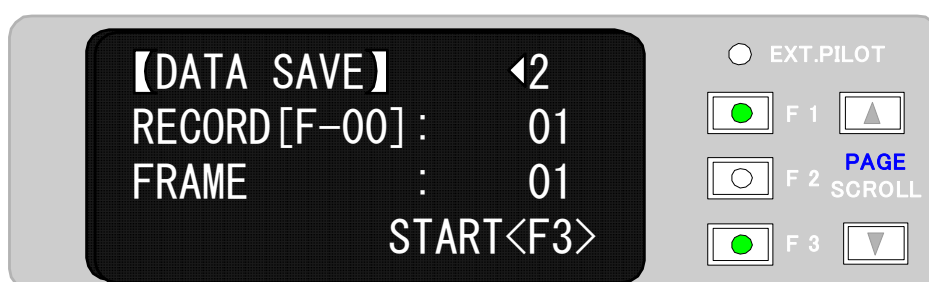 【DATA SAVE】 ◀2
RECORD[F-00]: 01
FRAME : 01
START<F3>
EXT.PILOT
F 1
F 2
PAGE
SCROLL
F 3